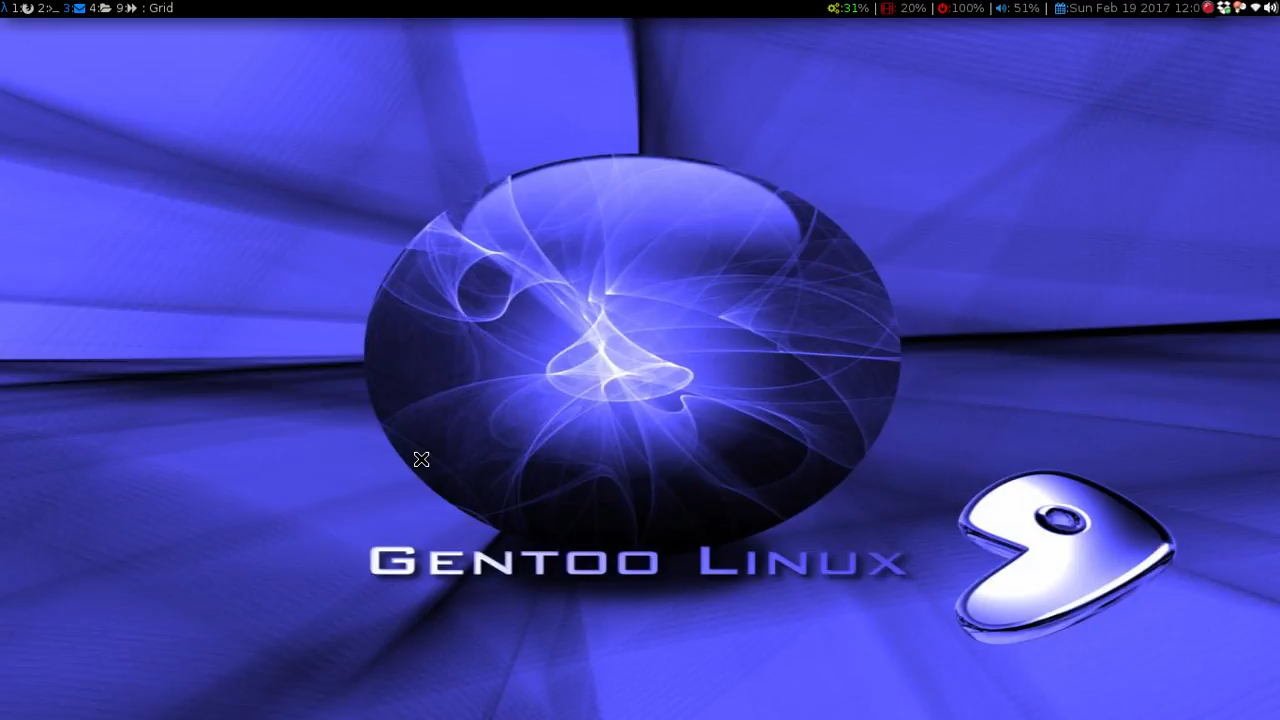 λ 1: 2: 3: 4: 9: : Grid
:31% | : 20% | :100% | : 51% | :Sun Feb 19 2017 12:0
GENTOO LINUX